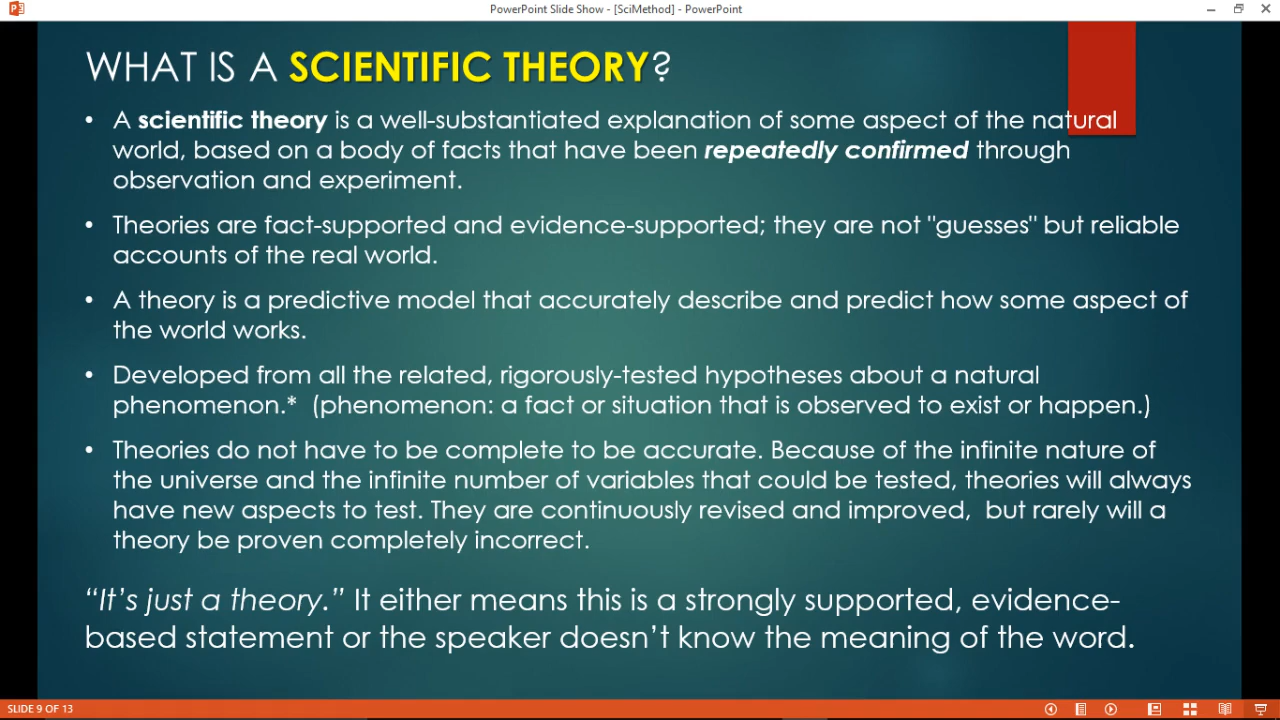 PowerPoint Slide Show - [SciMethod] - PowerPoint
WHAT IS A SCIENTIFIC THEORY?
• A scientific theory is a well-substantiated explanation of some aspect of the natural
world, based on a body of facts that have been repeatedly confirmed through
observation and experiment.
• Theories are fact-supported and evidence-supported; they are not "guesses" but reliable
accounts of the real world.
• A theory is a predictive model that accurately describe and predict how some aspect of
the world works.
• Developed from all the related, rigorously-tested hypotheses about a natural
phenomenon.* (phenomenon: a fact or situation that is observed to exist or happen.)
• Theories do not have to be complete to be accurate. Because of the infinite nature of
the universe and the infinite number of variables that could be tested, theories will always
have new aspects to test. They are continuously revised and improved, but rarely will a
theory be proven completely incorrect.
“It’s just a theory.” It either means this is a strongly supported, evidence-
based statement or the speaker doesn’t know the meaning of the word.
SLIDE 9 OF 13